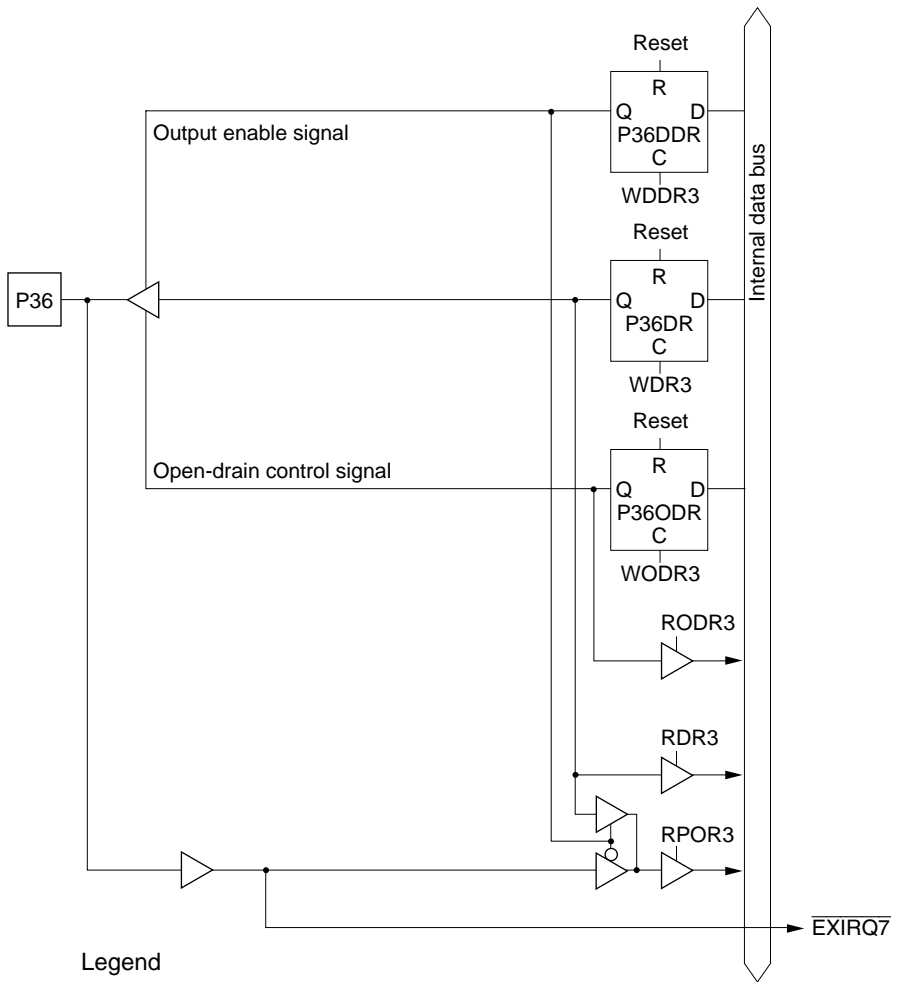 Reset
R
Q D
P36DDR
C
WDDR3
Output enable signal
Internal data bus
Reset
R
P36
Q D
P36DR
C
WDR3
Reset
R
Open-drain control signal
Q D
P36ODR
C
WODR3
RODR3
RDR3
RPOR3
EXIRQ7
Legend